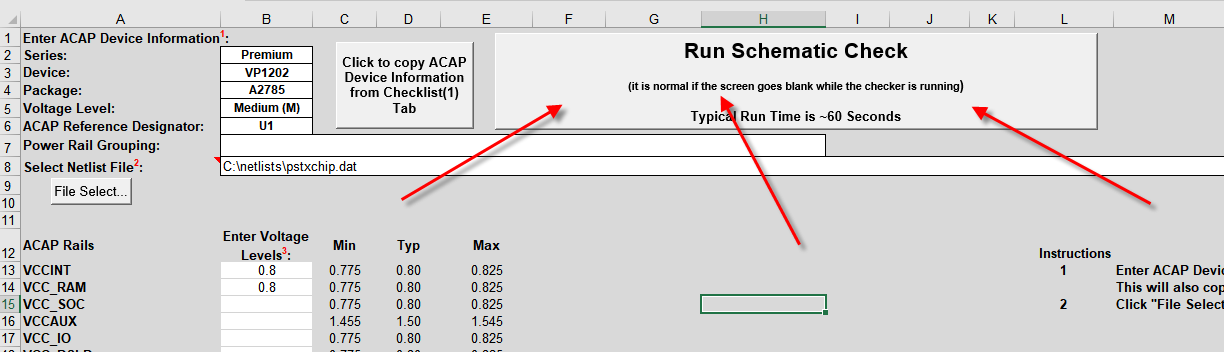 A B C D E F G H I J K L M
1 Enter ACAP Device Information1:
2 Series: Premium
3 Device: VP1202
4 Package: A2785
5 Voltage Level: Medium (M)
6 ACAP Reference Designator: U1
Click to copy ACAP
Device Information
from Checklist(1)
Tab
Run Schematic Check
(it is normal if the screen goes blank while the checker is running)
Typical Run Time is ~60 Seconds
7 Power Rail Grouping:
8 Select Netlist File2: C:\netlists\pstxchip.dat
9 File Select...
10
11
12 ACAP Rails Enter Voltage Levels3: Min Typ Max Instructions
13 VCCINT 0.8 0.775 0.80 0.825 1 Enter ACAP Devic
14 VCC_RAM 0.8 0.775 0.80 0.825 This will also cop
15 VCC_SOC 0.775 0.80 0.825 2 Click "File Select
16 VCCAUX 1.455 1.50 1.545
17 VCC_IO 0.775 0.80 0.825